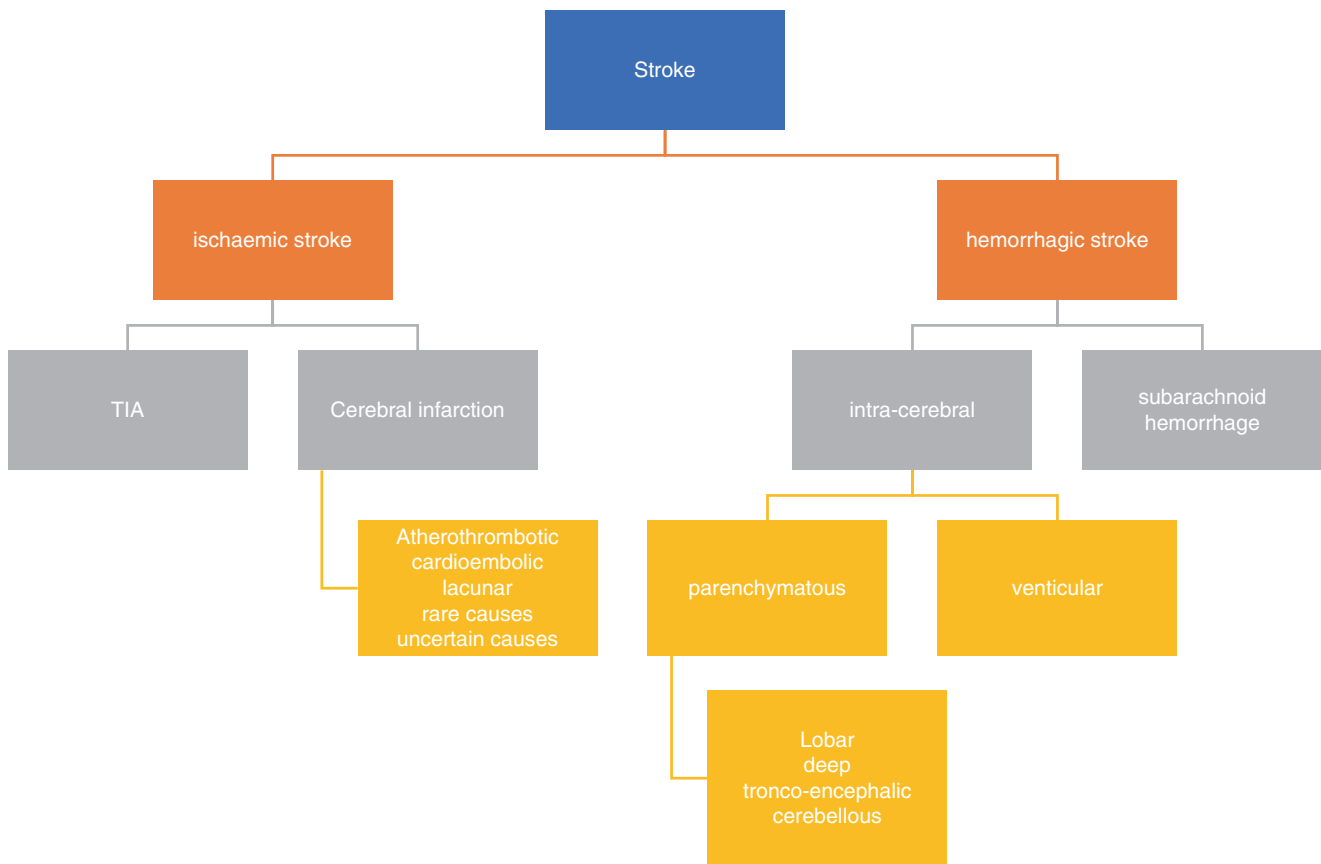 Stroke
ischaemic stroke
hemorrhagic stroke
TIA
Cerebral infarction
intra-cerebral
subarachnoid
hemorrhage
Atherothrombotic
cardioembolic
lacunar
rare causes
uncertain causes
parenchymatous
venticular
Lobar
deep
tronco-encephalic
cerebellous